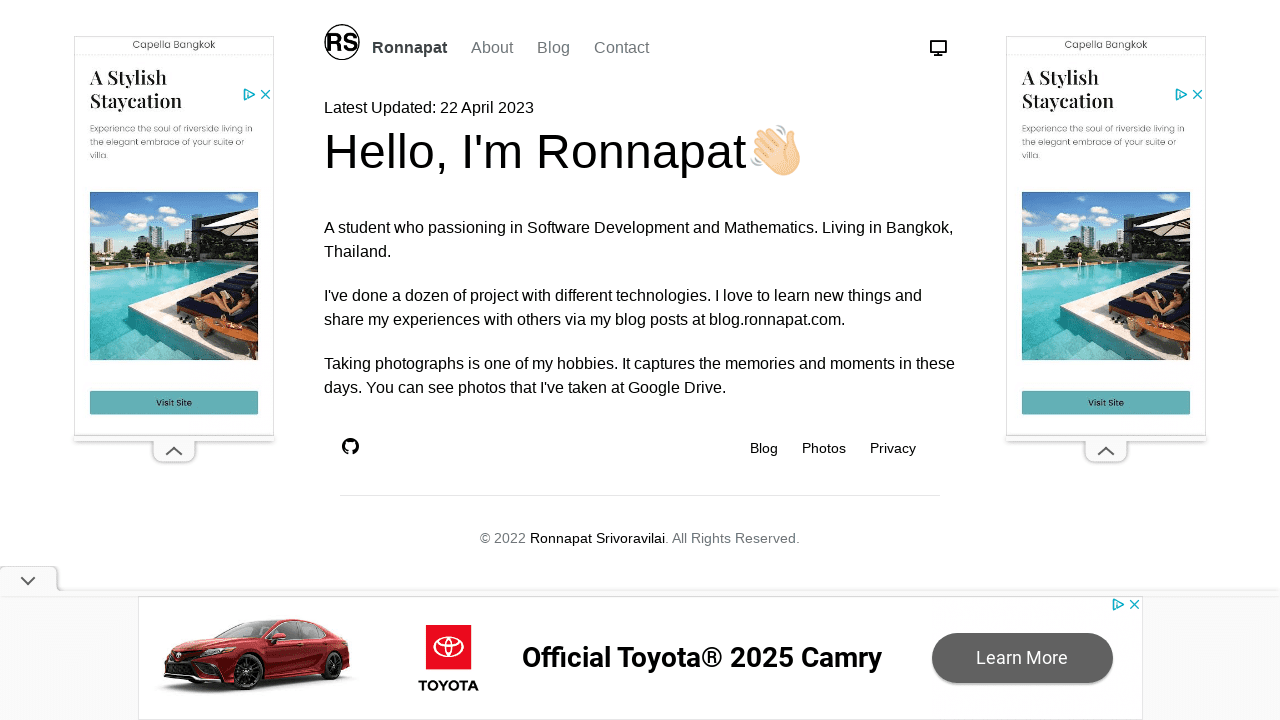 RS Ronnapat About Blog Contact
Latest Updated: 22 April 2023
Hello, I'm Ronnapat👋🏻
A student who passioning in Software Development and Mathematics. Living in Bangkok,
Thailand.
I've done a dozen of project with different technologies. I love to learn new things and
share my experiences with others via my blog posts at blog.ronnapat.com.
Taking photographs is one of my hobbies. It captures the memories and moments in these
days. You can see photos that I've taken at Google Drive.
Blog Photos Privacy
© 2022 Ronnapat Srivoravilai. All Rights Reserved.
Capella Bangkok
A Stylish
Staycation
Experience the soul of riverside living in
the elegant embrace of your suite or
villa.
Visit Site
Capella Bangkok
A Stylish
Staycation
Experience the soul of riverside living in
the elegant embrace of your suite or
villa.
Visit Site
TOYOTA
Official Toyota® 2025 Camry
Learn More